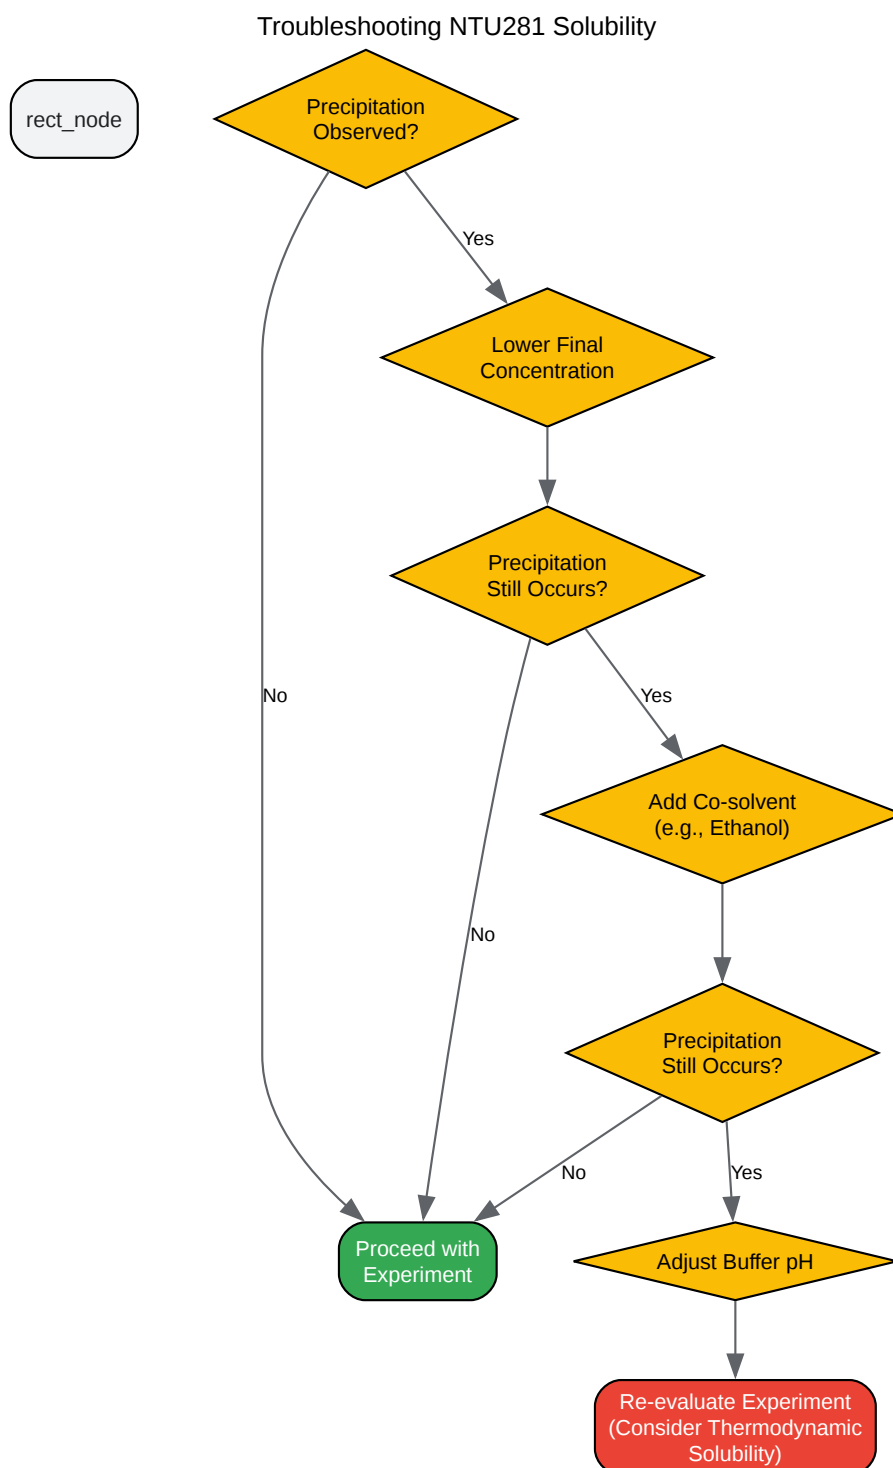 Troubleshooting NTU281 Solubility
rect_node
Precipitation
Observed?
Yes
Lower Final
Concentration
Precipitation
Still Occurs?
No
Yes
Add Co-solvent
(e.g., Ethanol)
No
Precipitation
Still Occurs?
No
Yes
Proceed with
Experiment
Adjust Buffer pH
Re-evaluate Experiment
(Consider Thermodynamic
Solubility)